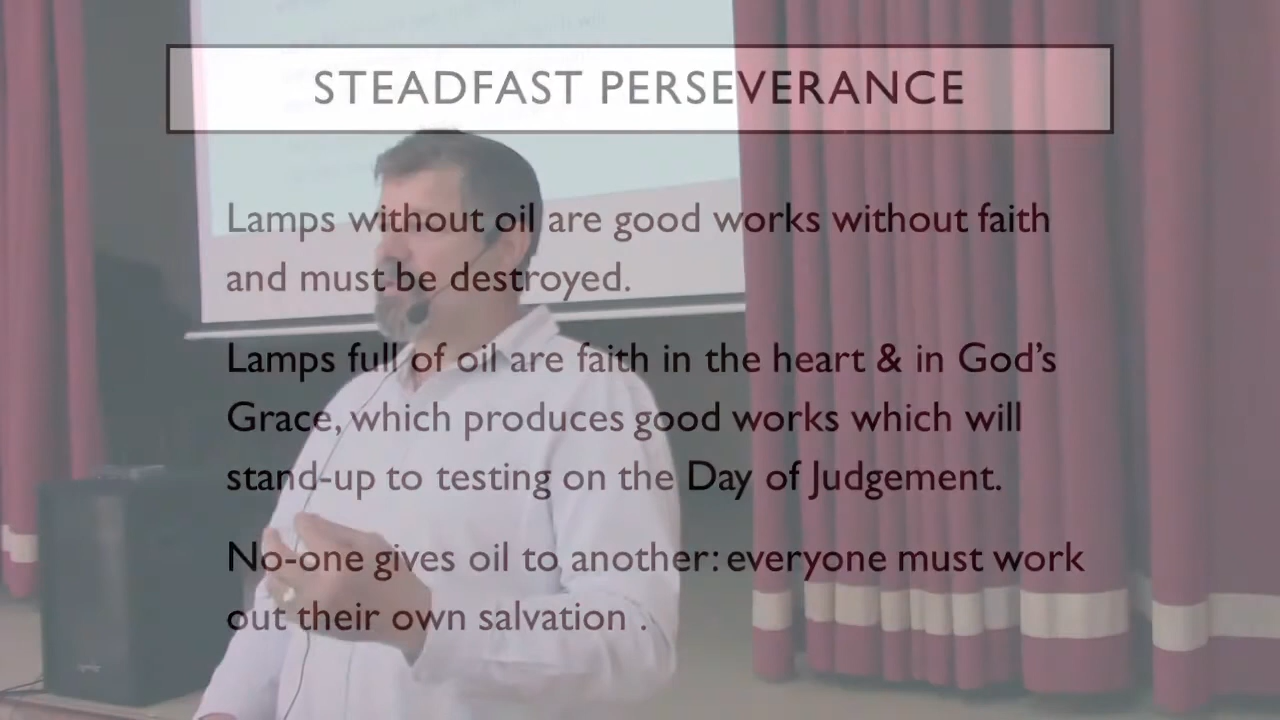 STEADFAST PERSEVERANCE
Lamps without oil are good works without faith
and must be destroyed.
Lamps full of oil are faith in the heart & in God's
Grace, which produces good works which will
stand-up to testing on the Day of Judgement.
No-one gives oil to another: everyone must work
out their own salvation .